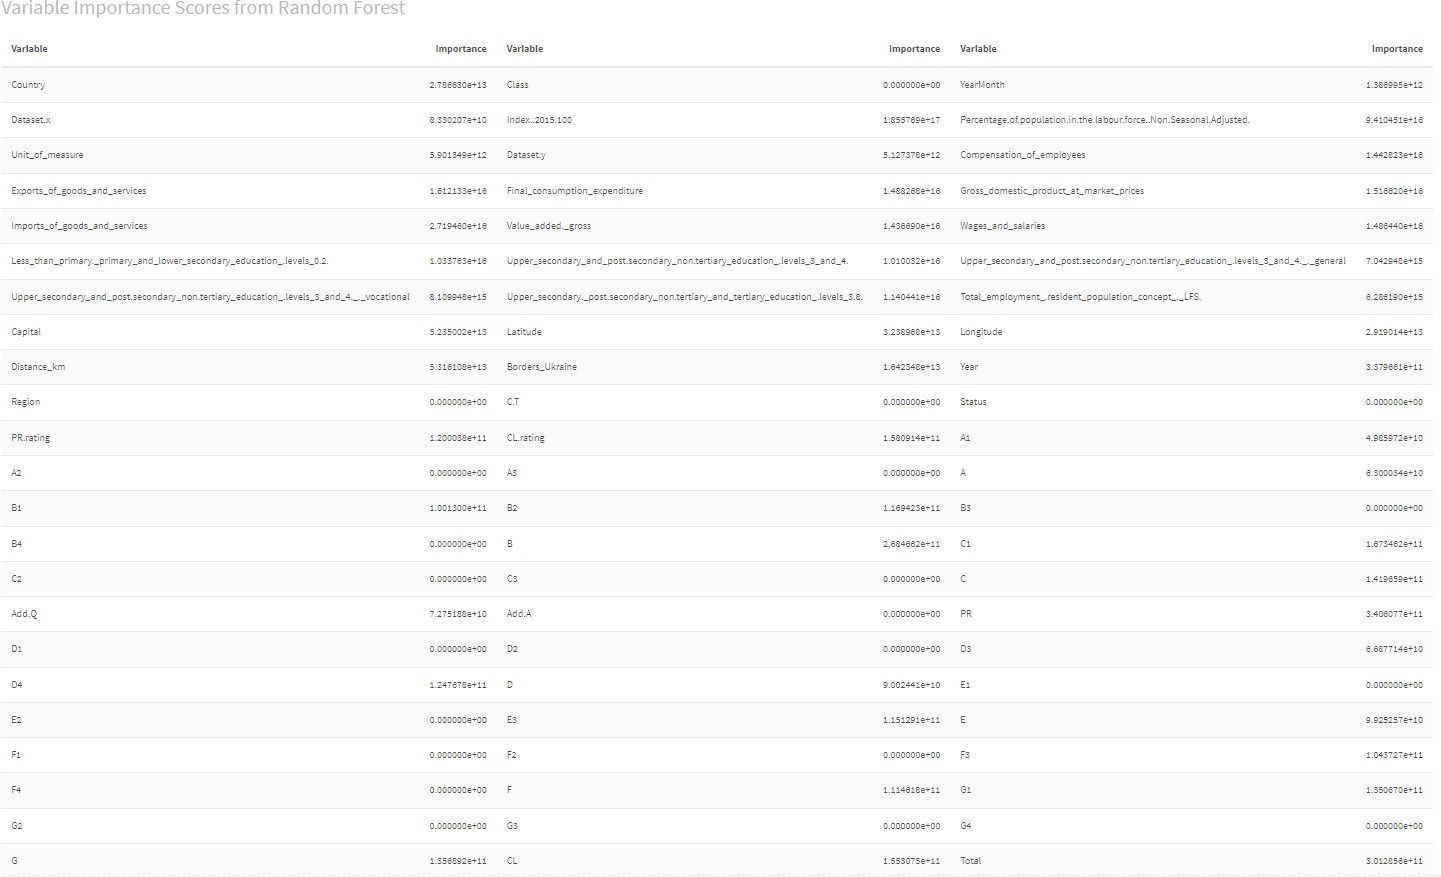 Variable Importance Scores from Random Forest
Variable Importance Variable Importance Variable Importance
Country 2.786630e+13 Class 0.000000e+00 YearMonth 1.386995e+12
Dataset.x 8.330207e+10 Index..2015.100 1.855769e+17 Percentage.of.population.in.the.labour.force..Non.Seasonal.Adjusted. 9.410451e+16
Unit_of_measure 5.901349e+12 Dataset.y 5.127378e+12 Compensation_of_employees 1.442823e+16
Exports_of_goods_and_services 1.612133e+16 Final_consumption_expenditure 1.488268e+16 Gross_domestic_product_at_market_prices 1.516620e+16
Imports_of_goods_and_services 2.719460e+16 Value_added._gross 1.436690e+16 Wages_and_salaries 1.486440e+16
Less_than_primary._primary_and_lower_secondary_education_.levels_0.2. 1.033763e+16 Upper_secondary_and_post.secondary_non.tertiary_education_.levels_3_and_4. 1.010032e+16 Upper_secondary_and_post.secondary_non.tertiary_education_.levels_3_and_4._._general 7.042948e+15
Upper_secondary_and_post.secondary_non.tertiary_education_.levels_3_and_4._._vocational 8.109948e+15 Upper_secondary._post.secondary_non.tertiary_and_tertiary_education_.levels_3.8. 1.140441e+16 Total_employment_.resident_population_concept_._LFS. 6.286190e+15
Capital 5.235002e+13 Latitude 3.238968e+13 Longitude 2.919014e+13
Distance_km 5.316108e+13 Borders_Ukraine 1.642348e+13 Year 3.379661e+11
Region 0.000000e+00 C.T 0.000000e+00 Status 0.000000e+00
PR.rating 1.200038e+11 CL.rating 1.580914e+11 A1 4.985972e+10
A2 0.000000e+00 A3 0.000000e+00 A 6.300034e+10
B1 1.001300e+11 B2 1.169423e+11 B3 0.000000e+00
B4 0.000000e+00 B 2.684662e+11 C1 1.673462e+11
C2 0.000000e+00 C3 0.000000e+00 C 1.419659e+11
Add.Q 7.275188e+10 Add.A 0.000000e+00 PR 3.406077e+11
D1 0.000000e+00 D2 0.000000e+00 D3 6.687714e+10
D4 1.247678e+11 D 9.002441e+10 E1 0.000000e+00
E2 0.000000e+00 E3 1.151291e+11 E 9.925257e+10
F1 0.000000e+00 F2 0.000000e+00 F3 1.043727e+11
F4 0.000000e+00 F 1.114618e+11 G1 1.350670e+11
G2 0.000000e+00 G3 0.000000e+00 G4 0.000000e+00
G 1.356892e+11 CL 1.553075e+11 Total 3.012856e+11